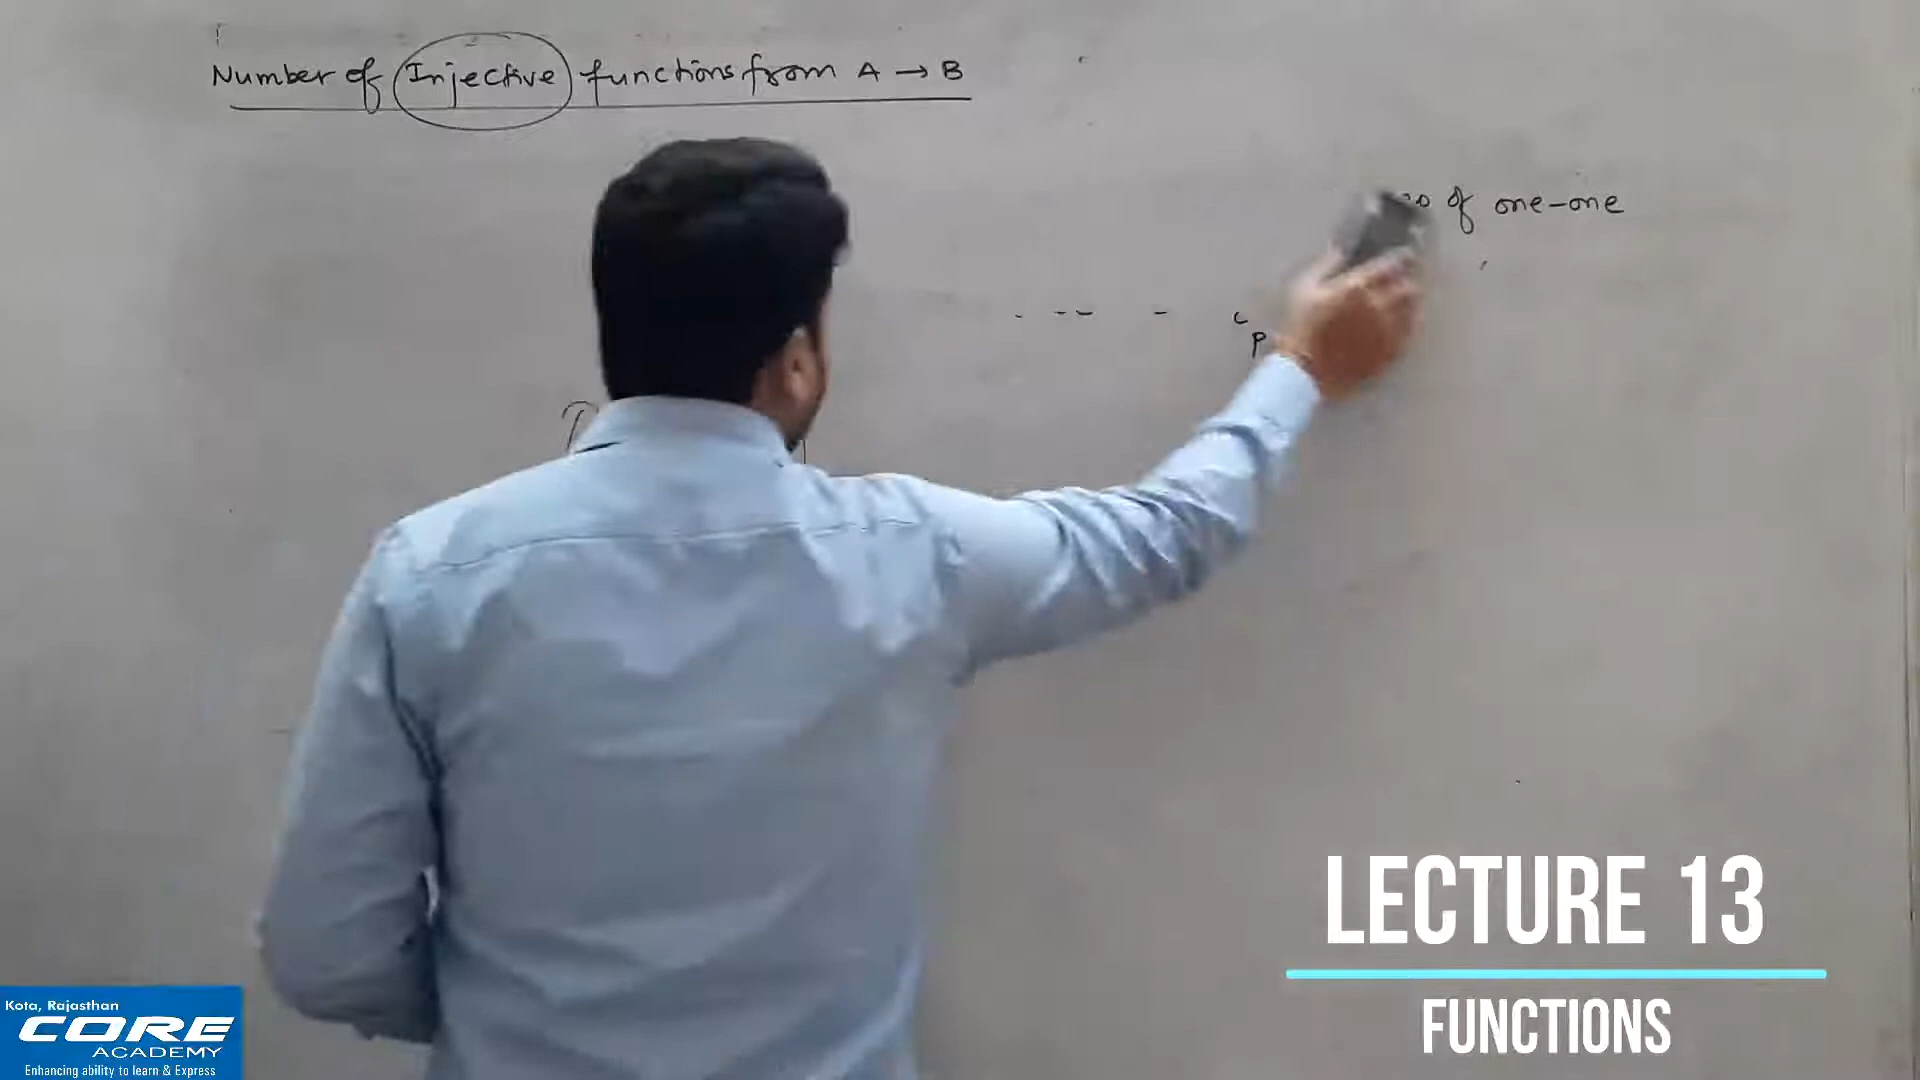 Number of Injective functions from A → B
of one-one
P
LECTURE 13
FUNCTIONS
Kota, Rajasthan
CORE
ACADEMY
Enhancing ability to learn & Express